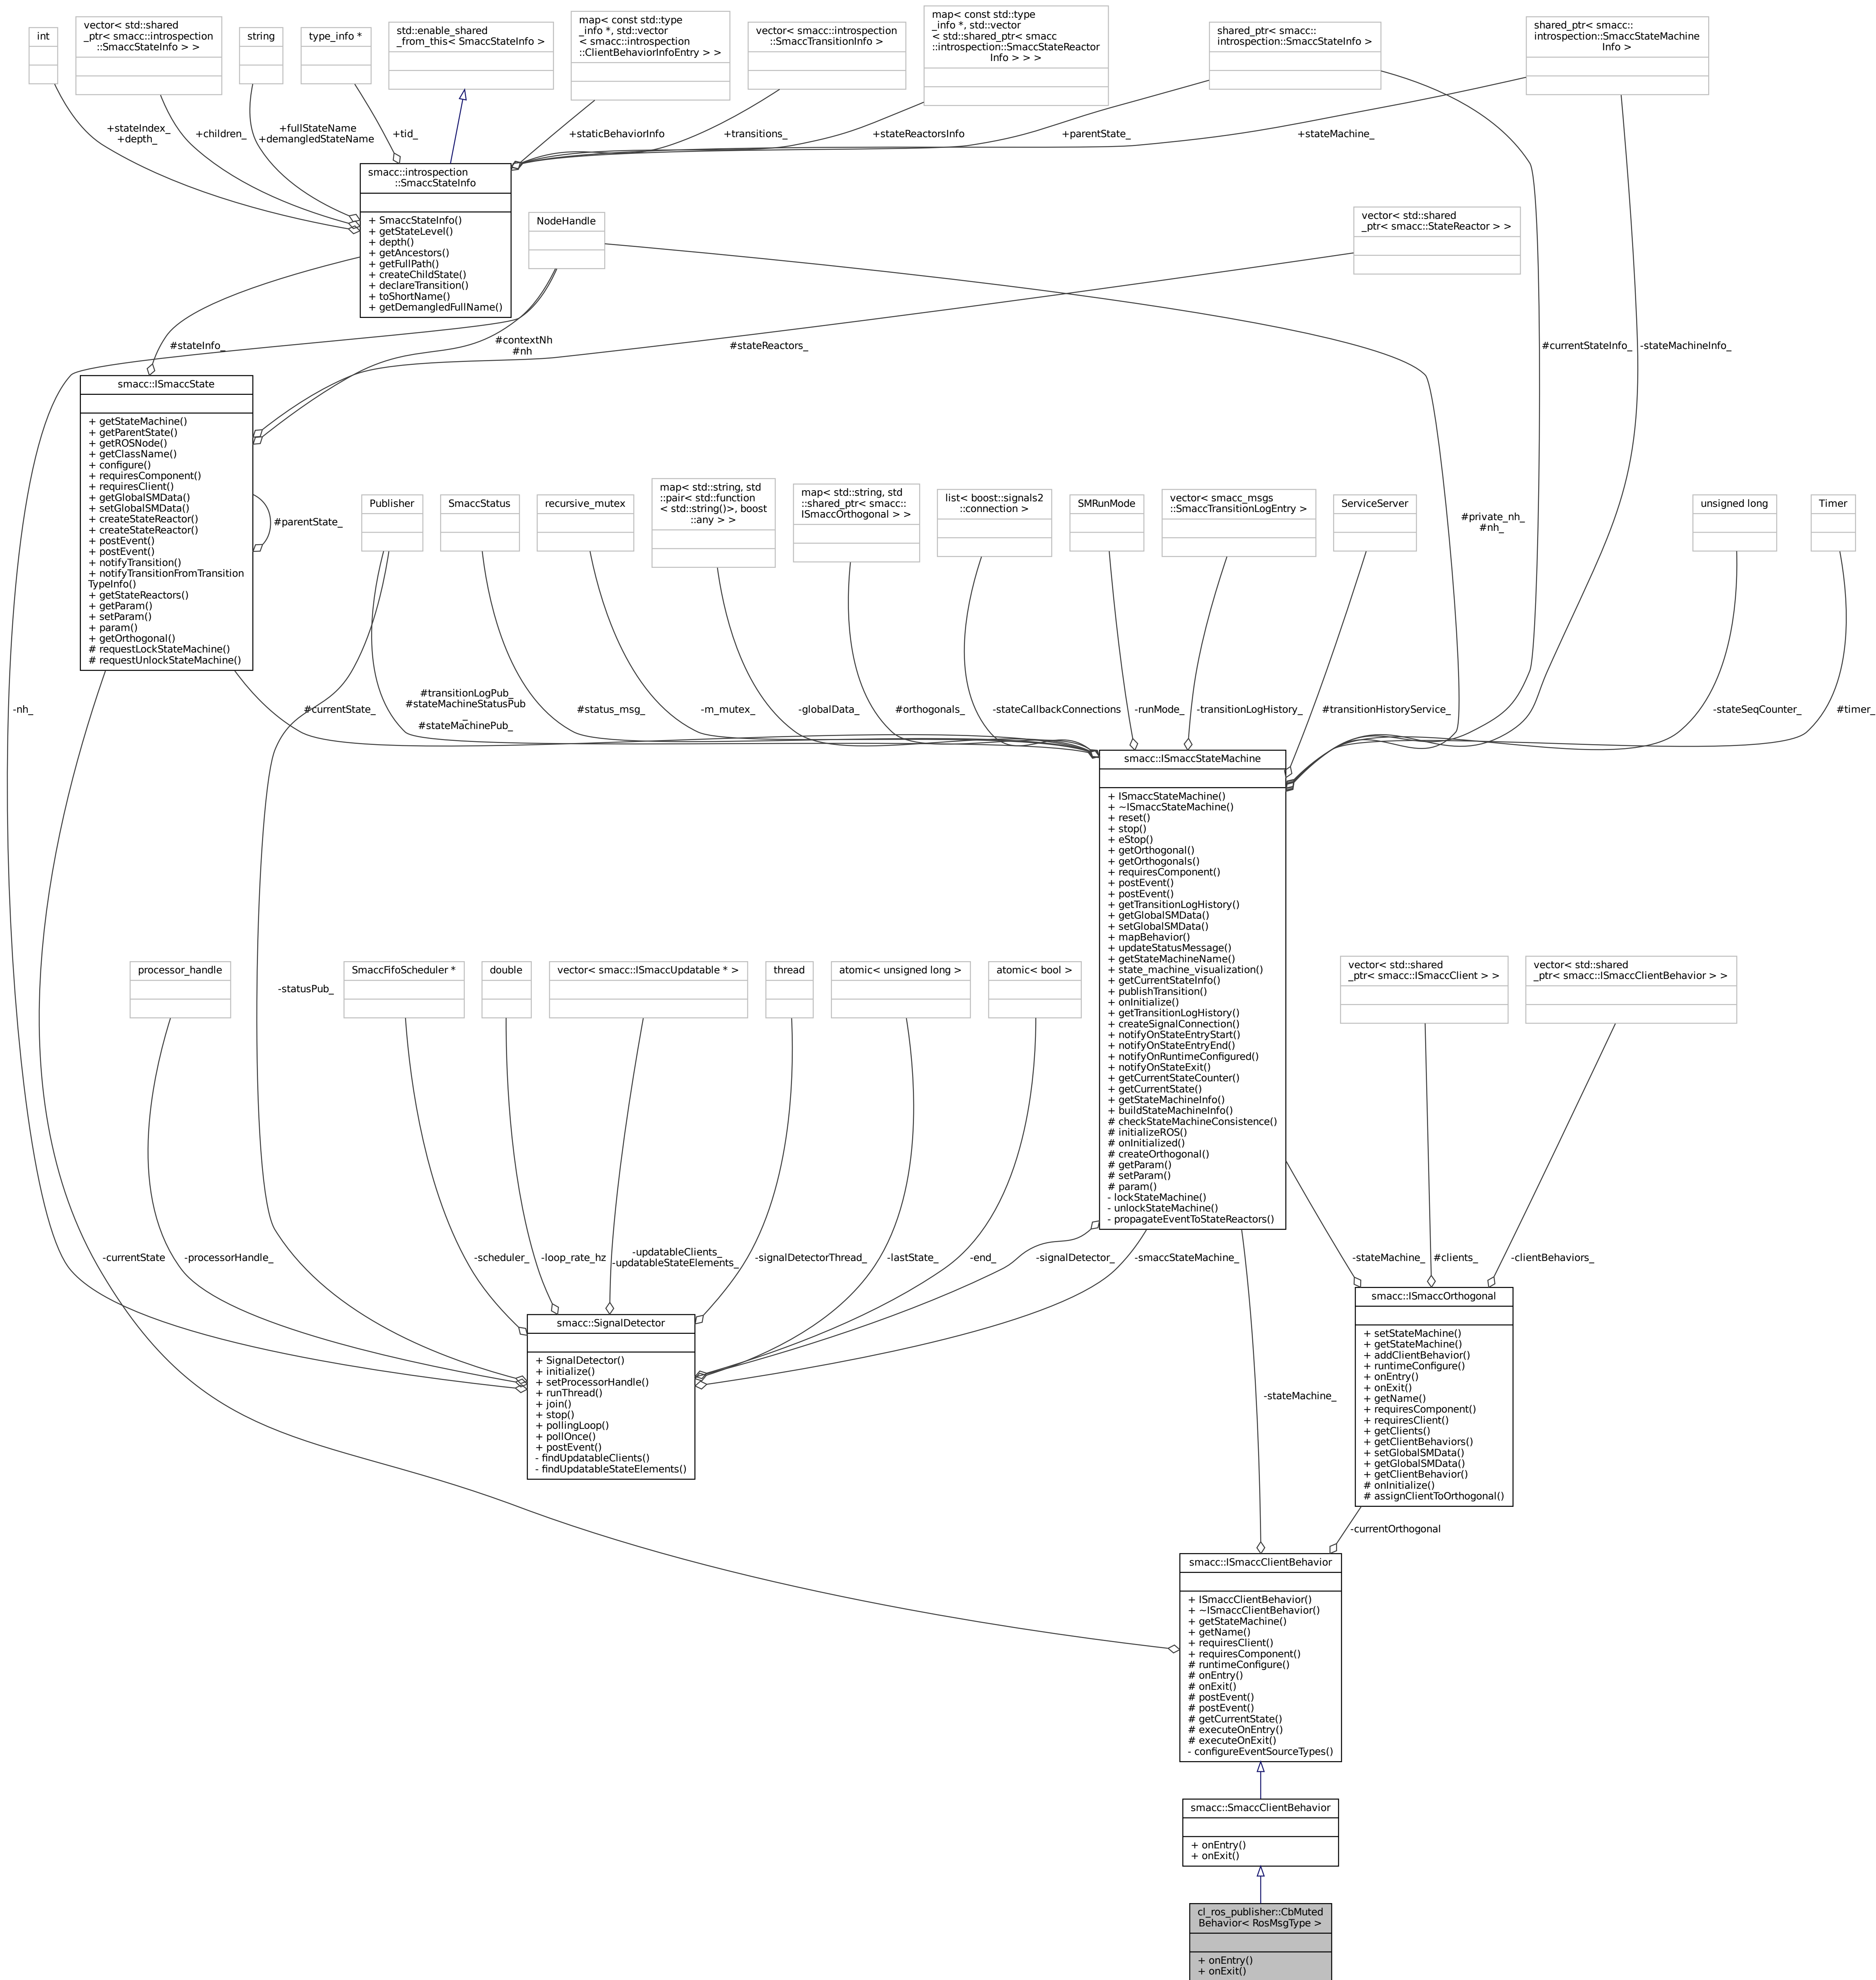 int
vector< std::shared
_ptr< smacc::introspection
::SmaccStateInfo > >
string
type_info *
std::enable_shared
_from_this< SmaccStateInfo >
map< const std::type
_info *, std::vector
< smacc::introspection
::ClientBehaviorInfoEntry > >
vector< smacc::introspection
::SmaccTransitionInfo >
map< const std::type
_info *, std::vector
< std::shared_ptr< smacc
::introspection::SmaccStateReactor
Info > > >
shared_ptr< smacc::
introspection::SmaccStateInfo >
shared_ptr< smacc::
introspection::SmaccStateMachine
Info >
+stateIndex_
+depth_
+children_
+fullStateName
+demangledStateName
+tid_
+staticBehaviorInfo
+transitions_
+stateReactorsInfo
+parentState_
+stateMachine_
smacc::introspection
::SmaccStateInfo
+ SmaccStateInfo()
+ getStateLevel()
+ depth()
+ getAncestors()
+ getFullPath()
+ createChildState()
+ declareTransition()
+ toShortName()
+ getDemangledFullName()
NodeHandle
vector< std::shared
_ptr< smacc::StateReactor > >
#stateInfo_
#contextNh
#nh
#stateReactors_
#currentStateInfo_
-stateMachineInfo_
smacc::ISmaccState
+ getStateMachine()
+ getParentState()
+ getROSNode()
+ getClassName()
+ configure()
+ requiresComponent()
+ requiresClient()
+ getGlobalSMData()
+ setGlobalSMData()
+ createStateReactor()
+ createStateReactor()
+ postEvent()
+ postEvent()
+ notifyTransition()
+ notifyTransitionFromTransition
TypeInfo()
+ getStateReactors()
+ getParam()
+ setParam()
+ param()
+ getOrthogonal()
# requestLockStateMachine()
# requestUnlockStateMachine()
#parentState_
Publisher
SmaccStatus
recursive_mutex
map< std::string, std
::pair< std::function
< std::string()>, boost
::any > >
map< std::string, std
::shared_ptr< smacc::
ISmaccOrthogonal > >
list< boost::signals2
::connection >
SMRunMode
vector< smacc_msgs
::SmaccTransitionLogEntry >
ServiceServer
#private_nh_
#nh_
unsigned long
Timer
-nh_
#currentState_
#transitionLogPub_
#stateMachineStatusPub
_
#stateMachinePub_
#status_msg_
-m_mutex_
-globalData_
#orthogonals_
-stateCallbackConnections
-runMode_
-transitionLogHistory_
#transitionHistoryService_
-stateSeqCounter_
#timer_
smacc::ISmaccStateMachine
+ ISmaccStateMachine()
+ ~ISmaccStateMachine()
+ reset()
+ stop()
+ eStop()
+ getOrthogonal()
+ getOrthogonals()
+ requiresComponent()
+ postEvent()
+ postEvent()
+ getTransitionLogHistory()
+ getGlobalSMData()
+ setGlobalSMData()
+ mapBehavior()
+ updateStatusMessage()
+ getStateMachineName()
+ state_machine_visualization()
+ getCurrentStateInfo()
+ publishTransition()
+ onInitialize()
+ getTransitionLogHistory()
+ createSignalConnection()
+ notifyOnStateEntryStart()
+ notifyOnStateEntryEnd()
+ notifyOnRuntimeConfigured()
+ notifyOnStateExit()
+ getCurrentStateCounter()
+ getCurrentState()
+ getStateMachineInfo()
+ buildStateMachineInfo()
# checkStateMachineConsistence()
# initializeROS()
# onInitialized()
# createOrthogonal()
# getParam()
# setParam()
# param()
- lockStateMachine()
- unlockStateMachine()
- propagateEventToStateReactors()
processor_handle
-statusPub_
SmaccFifoScheduler *
double
vector< smacc::ISmaccUpdatable * >
thread
atomic< unsigned long >
atomic< bool >
vector< std::shared
_ptr< smacc::ISmaccClient > >
vector< std::shared
_ptr< smacc::ISmaccClientBehavior > >
-currentState
-processorHandle_
-scheduler_
-loop_rate_hz
-updatableClients_
-updatableStateElements_
-signalDetectorThread_
-lastState_
-end_
-signalDetector_
-smaccStateMachine_
-stateMachine_
#clients_
-clientBehaviors_
smacc::SignalDetector
+ SignalDetector()
+ initialize()
+ setProcessorHandle()
+ runThread()
+ join()
+ stop()
+ pollingLoop()
+ pollOnce()
+ postEvent()
- findUpdatableClients()
- findUpdatableStateElements()
-stateMachine_
smacc::ISmaccOrthogonal
+ setStateMachine()
+ getStateMachine()
+ addClientBehavior()
+ runtimeConfigure()
+ onEntry()
+ onExit()
+ getName()
+ requiresComponent()
+ requiresClient()
+ getClients()
+ getClientBehaviors()
+ setGlobalSMData()
+ getGlobalSMData()
+ getClientBehavior()
# onInitialize()
# assignClientToOrthogonal()
-currentOrthogonal
smacc::ISmaccClientBehavior
+ ISmaccClientBehavior()
+ ~ISmaccClientBehavior()
+ getStateMachine()
+ getName()
+ requiresClient()
+ requiresComponent()
# runtimeConfigure()
# onEntry()
# onExit()
# postEvent()
# postEvent()
# getCurrentState()
# executeOnEntry()
# executeOnExit()
- configureEventSourceTypes()
smacc::SmaccClientBehavior
+ onEntry()
+ onExit()
cl_ros_publisher::CbMuted
Behavior< RosMsgType >
+ onEntry()
+ onExit()